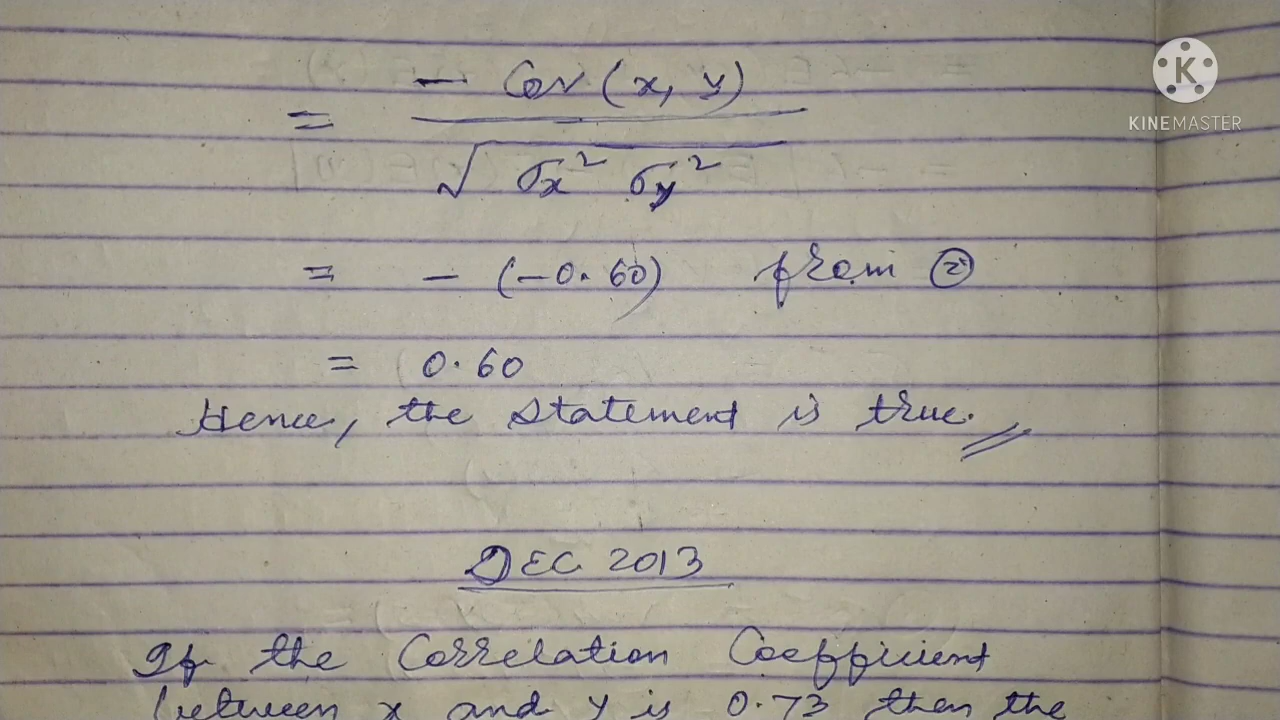 = - Cov (x, y)
√ σx² σy²
= - (-0.60) from ②
= 0.60
Hence, the statement is true.
DEC 2013
If the Correlation Coefficient
between x and y is 0.73 then the
K
KINEMASTER